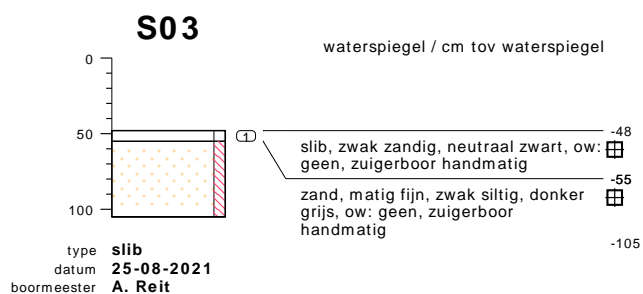 S03
waterspiegel / cm tov waterspiegel
0
50
100
1
-48
slib, zwak zandig, neutraal zwart, ow:
geen, zuigerboor handmatig
-55
zand, matig fijn, zwak siltig, donker
grijs, ow: geen, zuigerboor
handmatig
-105
type slib
datum 25-08-2021
boormeester A. Reit